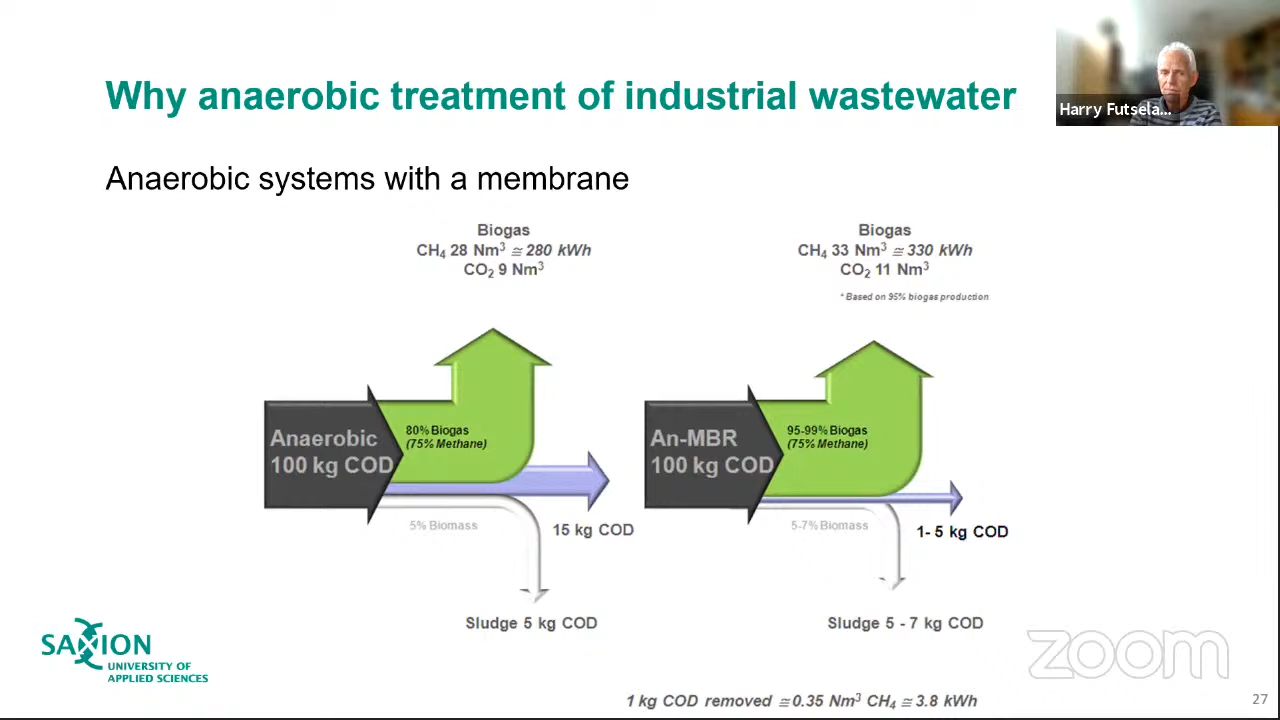 Why anaerobic treatment of industrial wastewater
Harry Futsela...
Anaerobic systems with a membrane
Biogas
CH₄ 28 Nm³ ≅ 280 kWh
CO₂ 9 Nm³
Biogas
CH₄ 33 Nm³ ≅ 330 kWh
CO₂ 11 Nm³
* Based on 95% biogas production
Anaerobic
100 kg COD
80% Biogas
(75% Methane)
5% Biomass
15 kg COD
Sludge 5 kg COD
An-MBR
100 kg COD
95-99% Biogas
(75% Methane)
5-7% Biomass
1- 5 kg COD
Sludge 5 - 7 kg COD
SAXION
UNIVERSITY OF
APPLIED SCIENCES
zoom
1 kg COD removed ≅ 0.35 Nm³ CH₄ ≅ 3.8 kWh
27